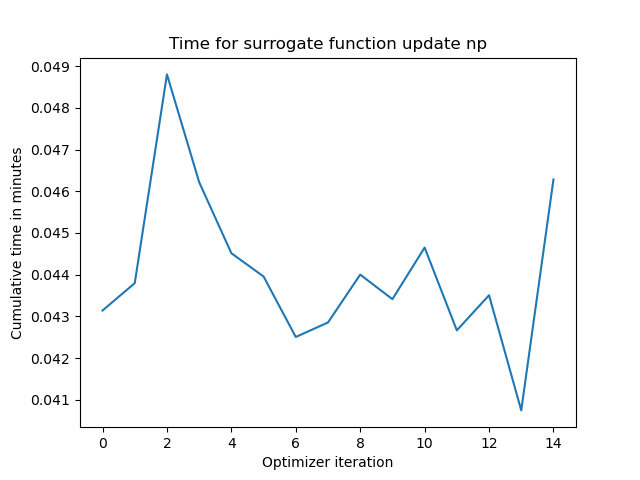 Time for surrogate function update np
0.049
0.048
0.047
0.046
0.045
0.044
0.043
0.042
0.041
Cumulative time in minutes
0 2 4 6 8 10 12 14
Optimizer iteration